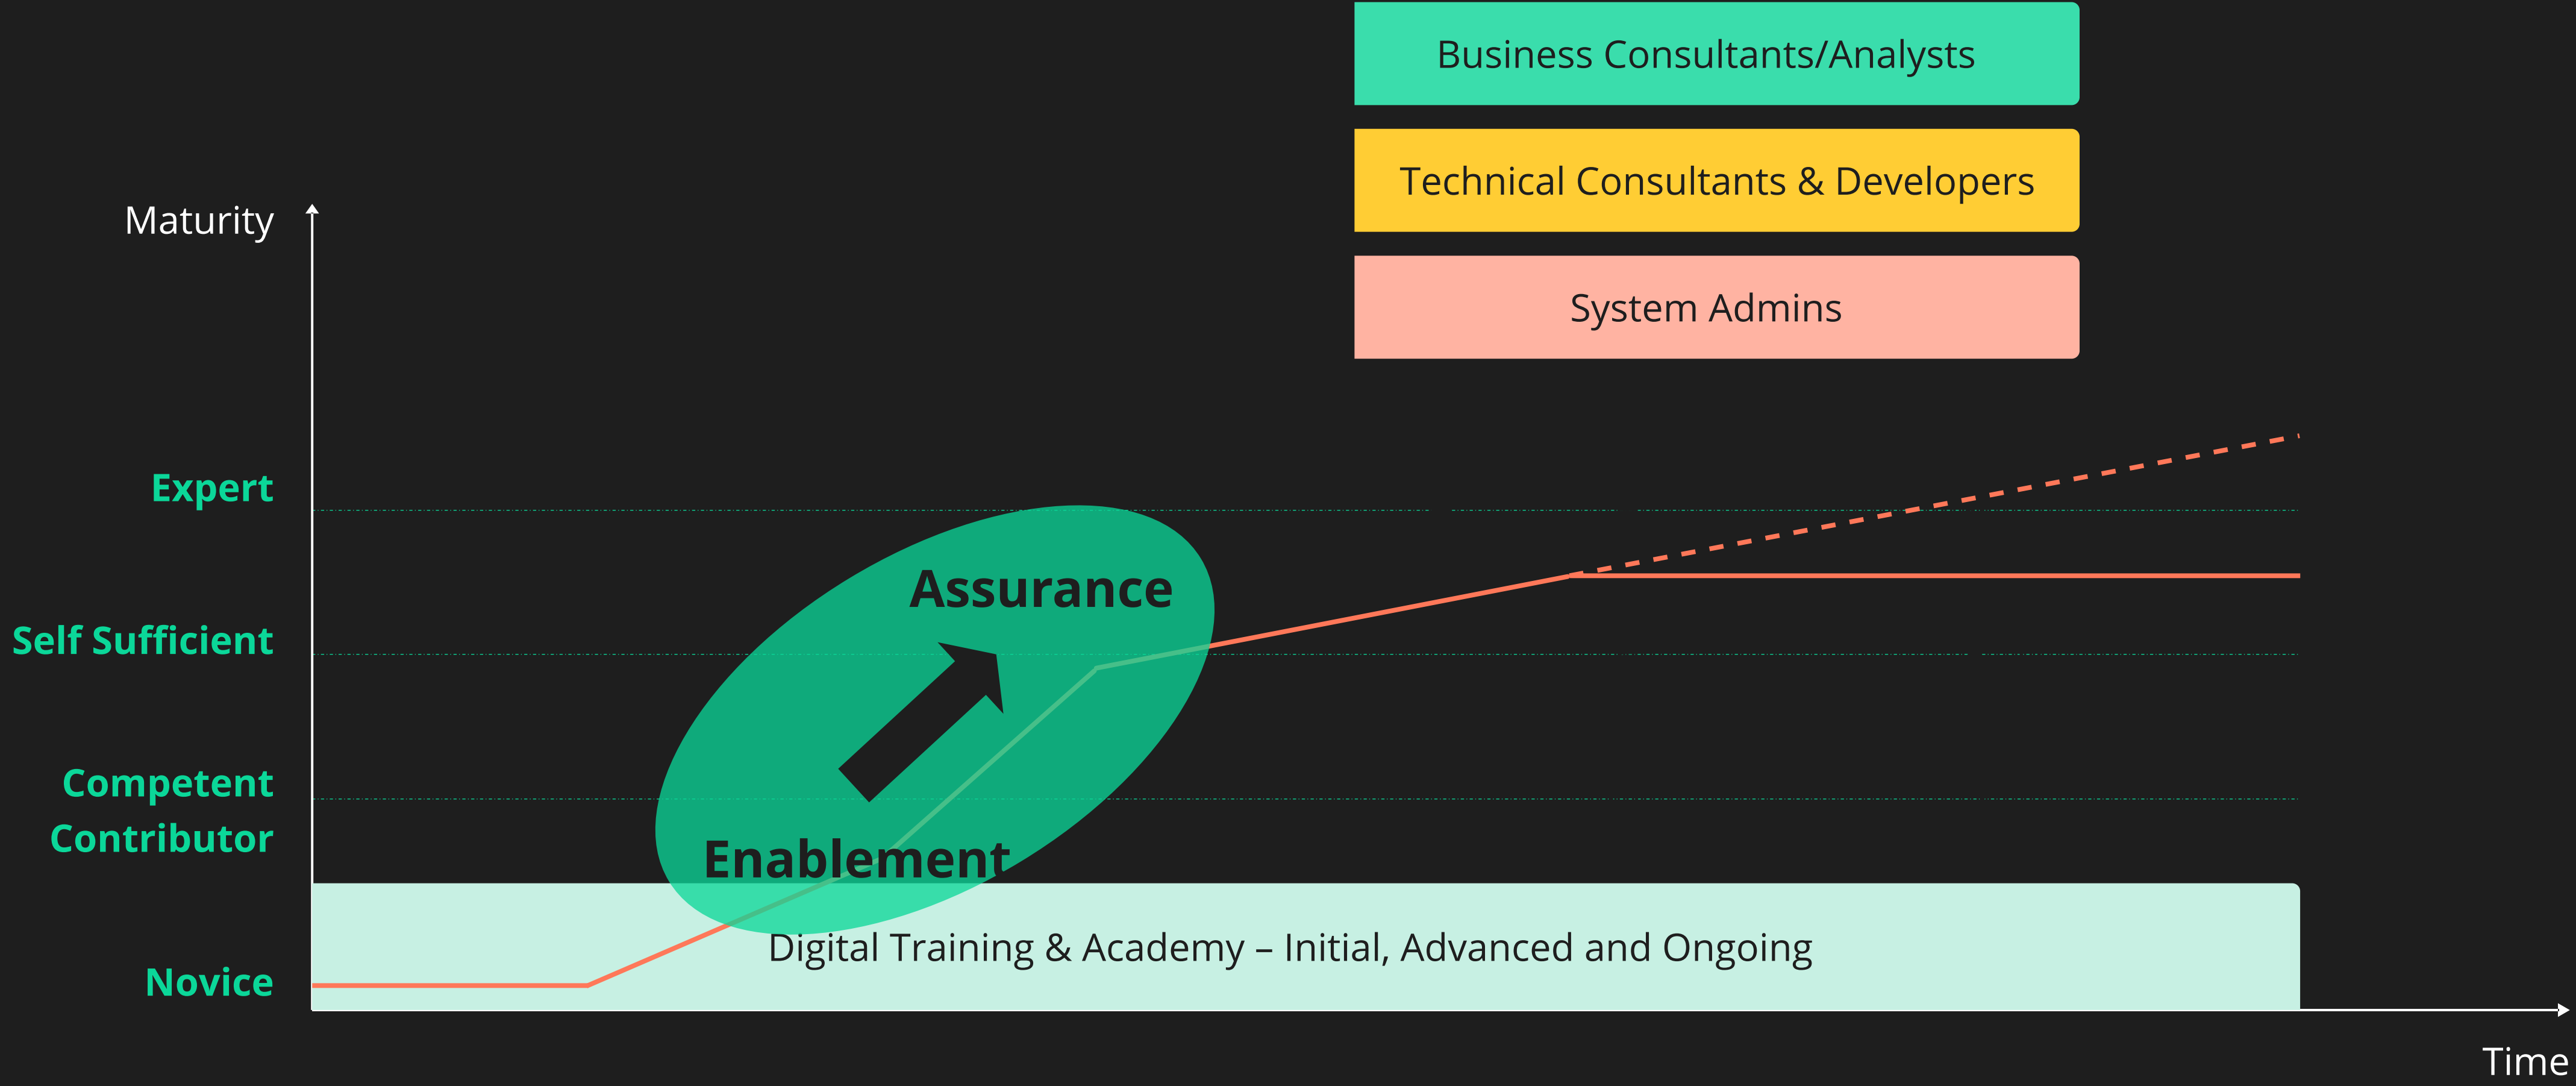 Business Consultants/Analysts
Technical Consultants & Developers
System Admins
Maturity
Expert
Assurance
Self Sufficient
Competent
Contributor
Enablement
Digital Training & Academy – Initial, Advanced and Ongoing
Novice
Time